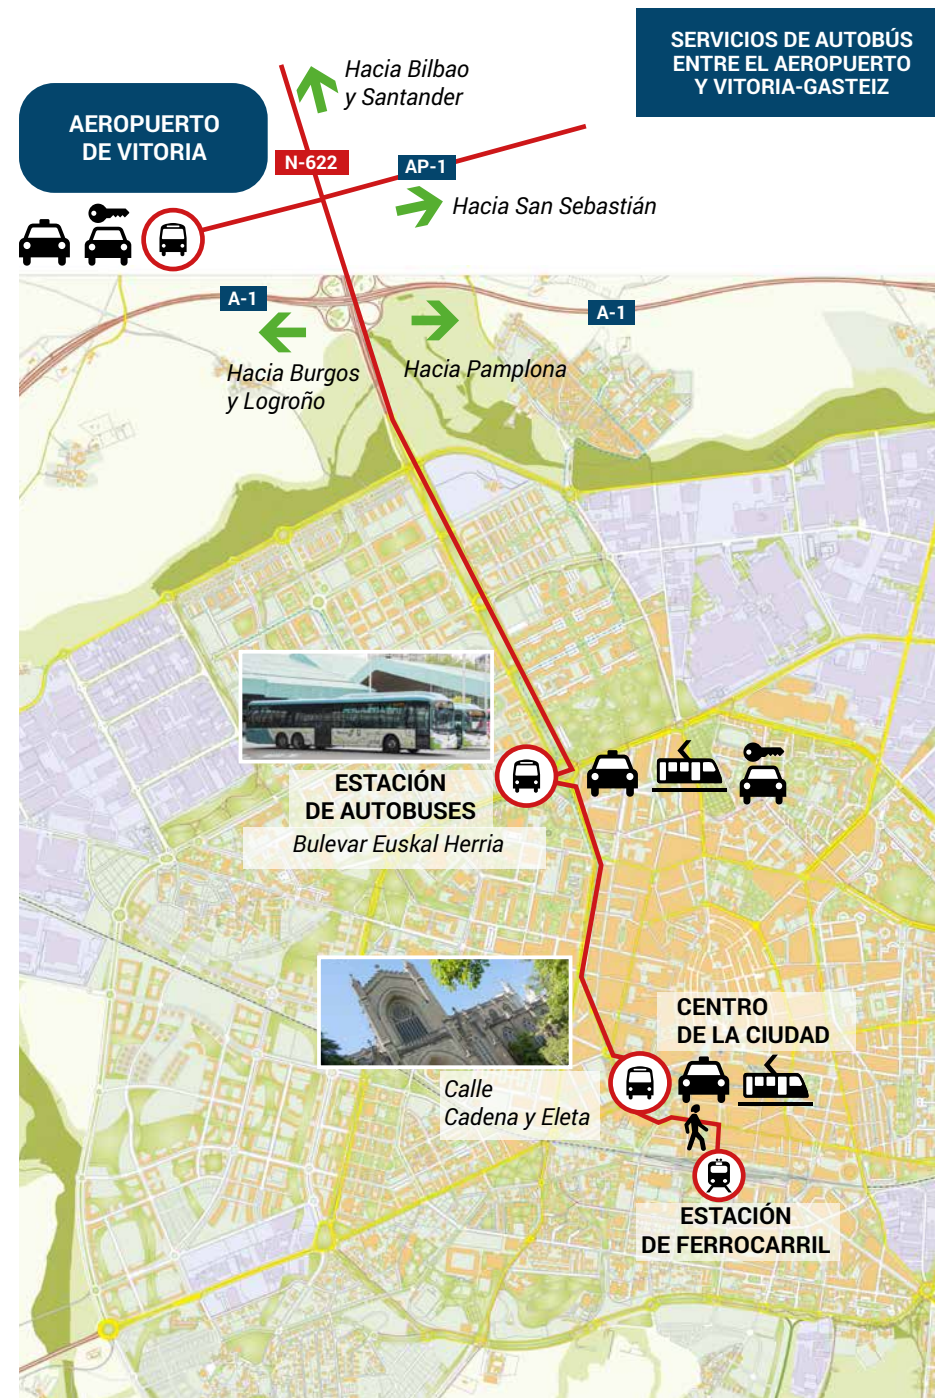 SERVICIOS DE AUTOBÚS
ENTRE EL AEROPUERTO
Y VITORIA-GASTEIZ
Hacia Bilbao
y Santander
AEROPUERTO
DE VITORIA
N-622
AP-1
Hacia San Sebastián
A-1
A-1
Hacia Burgos
y Logroño
Hacia Pamplona
ESTACIÓN
DE AUTOBUSES
Bulevar Euskal Herria
CENTRO
DE LA CIUDAD
Calle
Cadena y Eleta
ESTACIÓN
DE FERROCARRIL